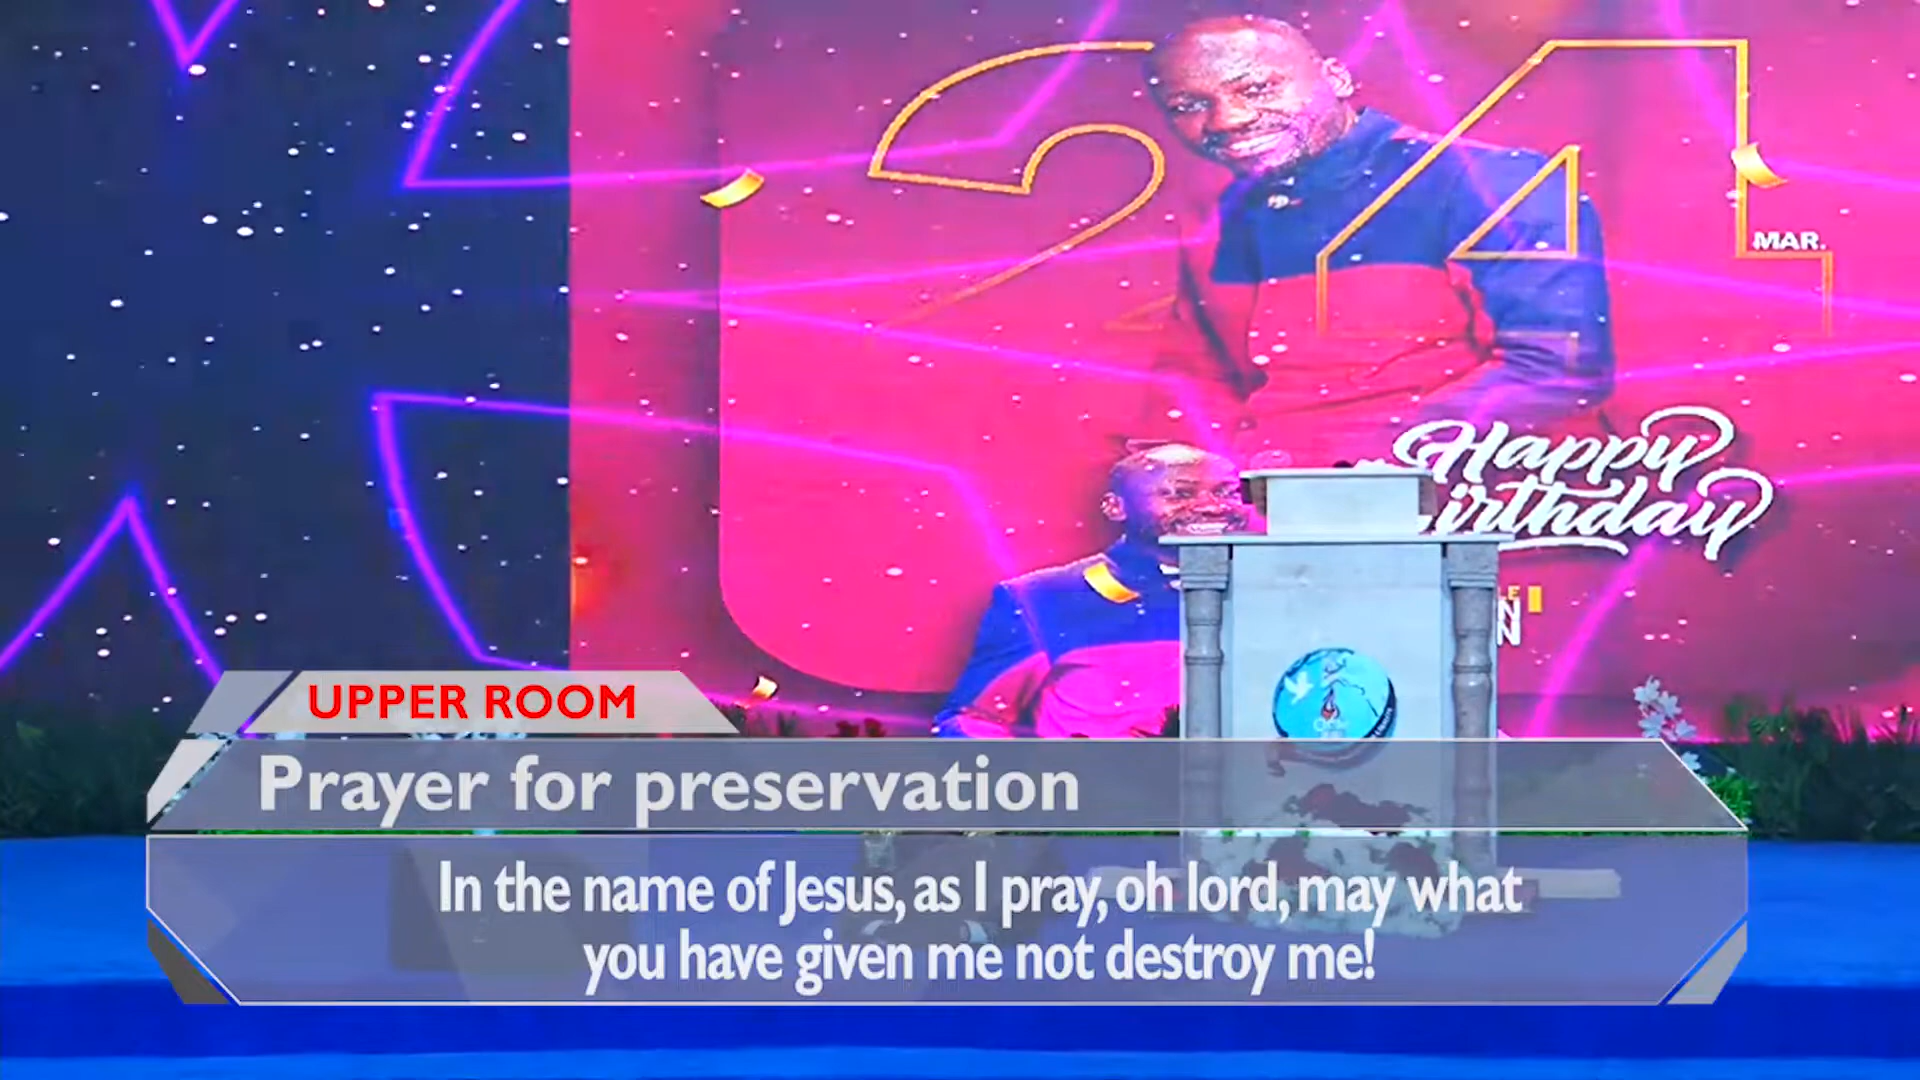 24
MAR.
Happy
irthday
LE
N
N
UPPER ROOM
Prayer for preservation
In the name of Jesus, as I pray, oh lord, may what
you have given me not destroy me!